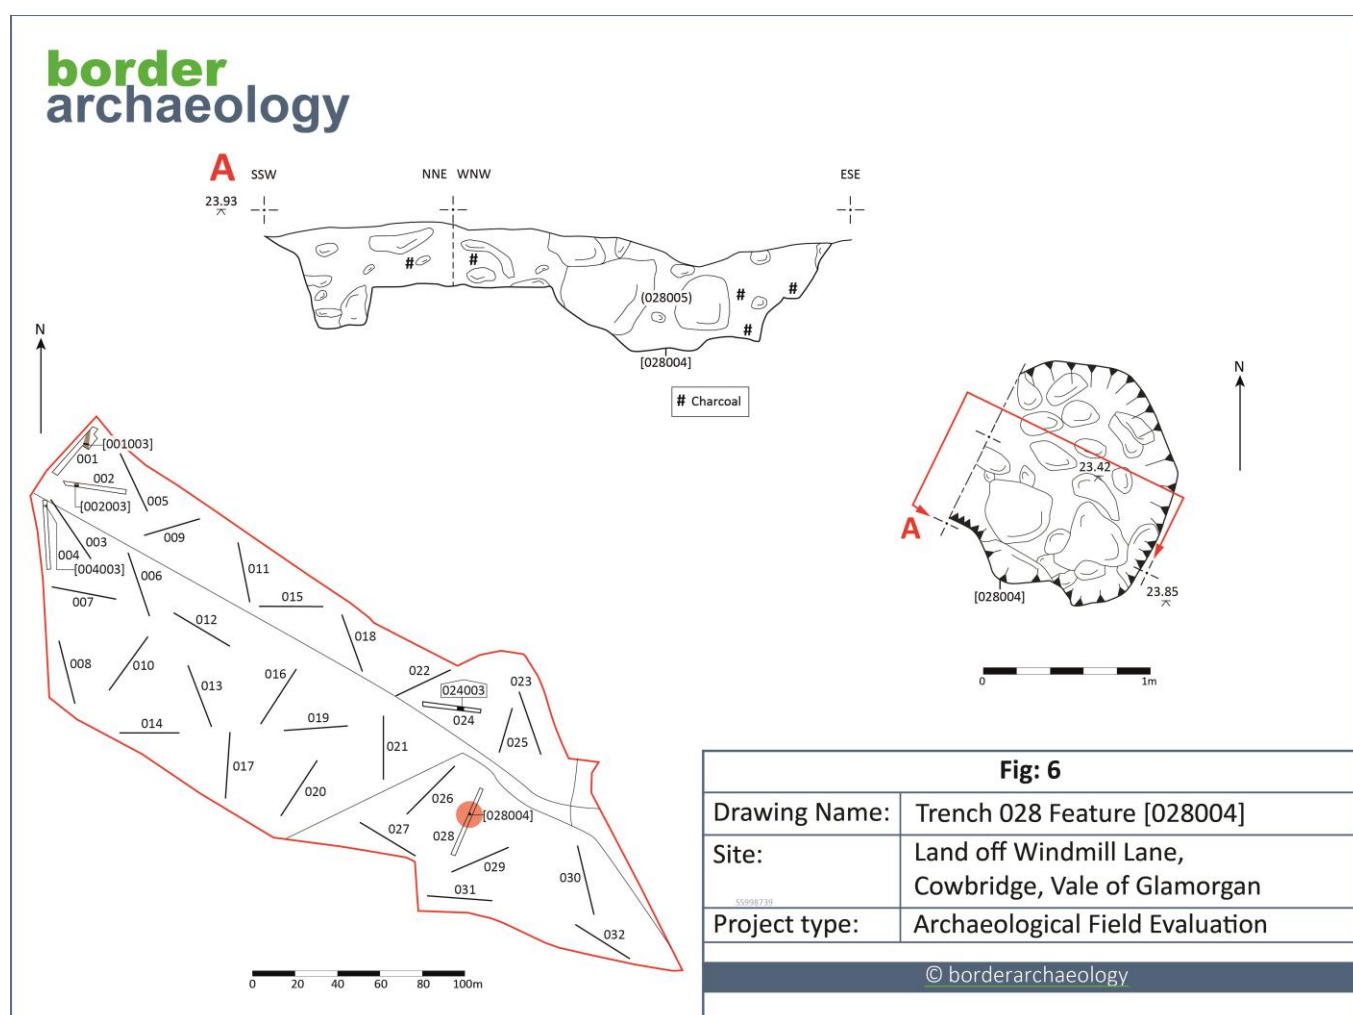 border
archaeology
A SSW NNE WNW ESE
23.93
(028005)
[028004]
# Charcoal
N
[001003]
001
002
[002003]
005
003
009
004
[004003]
006
011
007
015
012
018
008
010
013
016
022
024003
023
024
014
019
025
021
017
020
026
[028004]
027
028
029
030
031
032
0 20 40 60 80 100m
N
23.42
A
[028004]
23.85
0 1m
Fig: 6
Drawing Name: Trench 028 Feature [028004]
Site: Land off Windmill Lane,
Cowbridge, Vale of Glamorgan
SS998739
Project type: Archaeological Field Evaluation
© borderarchaeology